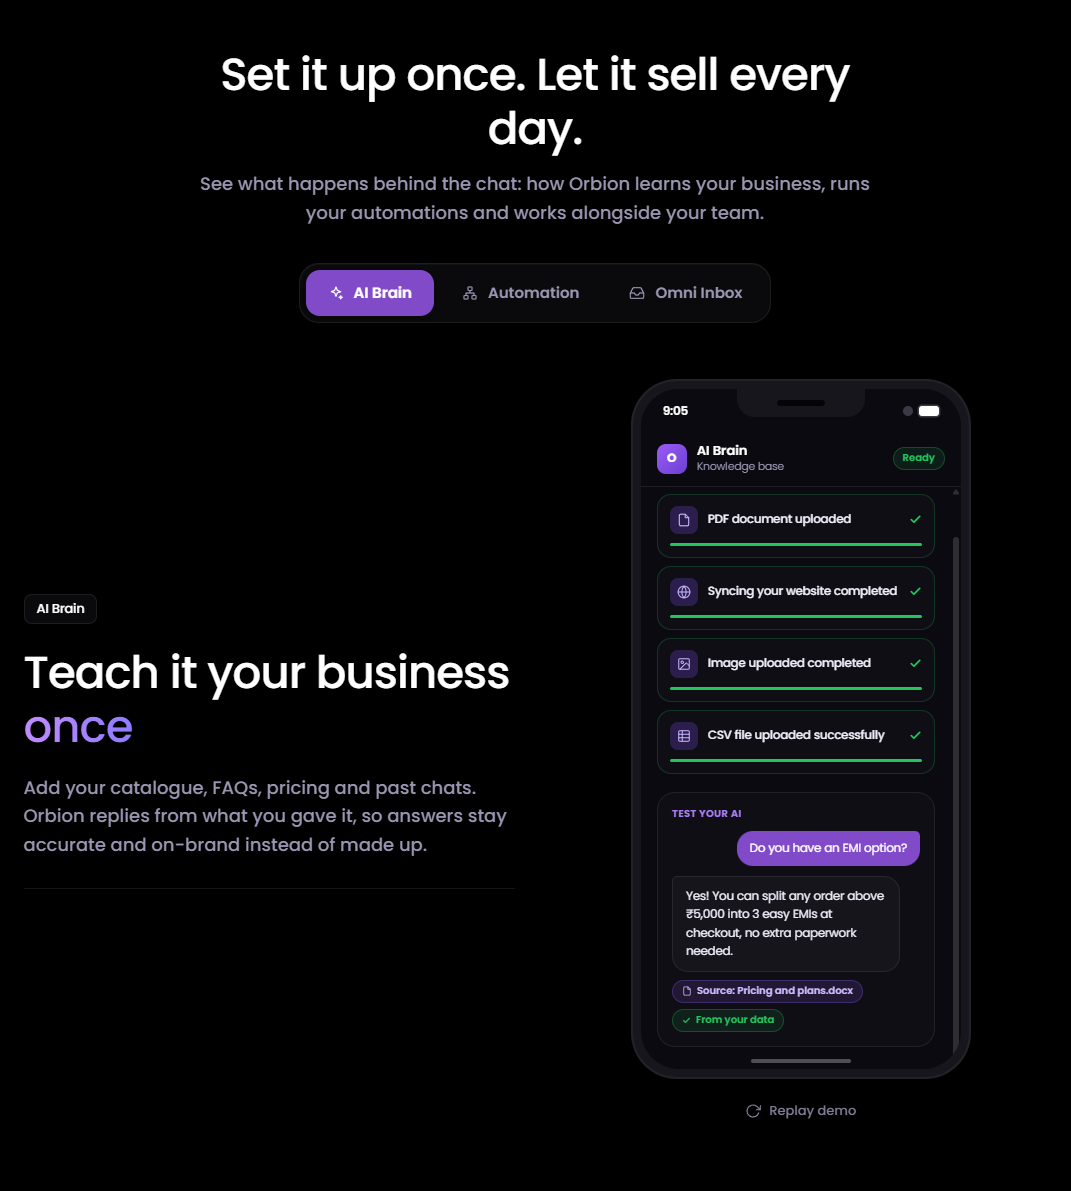 Set it up once. Let it sell every
day.
See what happens behind the chat: how Orbion learns your business, runs
your automations and works alongside your team.
AI Brain
Automation
Omni Inbox
AI Brain
Teach it your business
once
Add your catalogue, FAQs, pricing and past chats.
Orbion replies from what you gave it, so answers stay
accurate and on-brand instead of made up.
9:05
O
AI Brain
Knowledge base
Ready
PDF document uploaded
Syncing your website completed
Image uploaded completed
CSV file uploaded successfully
TEST YOUR AI
Do you have an EMI option?
Yes! You can split any order above
₹5,000 into 3 easy EMIs at
checkout, no extra paperwork
needed.
Source: Pricing and plans.docx
From your data
Replay demo